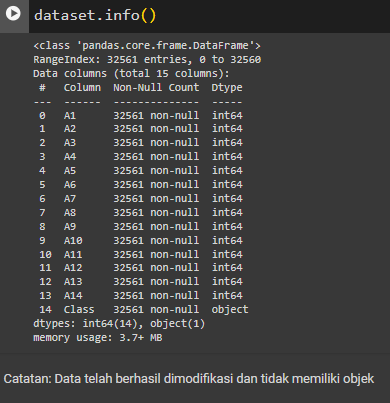 dataset.info()
<class 'pandas.core.frame.DataFrame'>
RangeIndex: 32561 entries, 0 to 32560
Data columns (total 15 columns):
 #   Column  Non-Null Count  Dtype
---  ------  --------------  -----
 0   A1      32561 non-null  int64
 1   A2      32561 non-null  int64
 2   A3      32561 non-null  int64
 3   A4      32561 non-null  int64
 4   A5      32561 non-null  int64
 5   A6      32561 non-null  int64
 6   A7      32561 non-null  int64
 7   A8      32561 non-null  int64
 8   A9      32561 non-null  int64
 9   A10     32561 non-null  int64
 10  A11     32561 non-null  int64
 11  A12     32561 non-null  int64
 12  A13     32561 non-null  int64
 13  A14     32561 non-null  int64
 14  Class   32561 non-null  object
dtypes: int64(14), object(1)
memory usage: 3.7+ MB
Catatan: Data telah berhasil dimodifikasi dan tidak memiliki objek